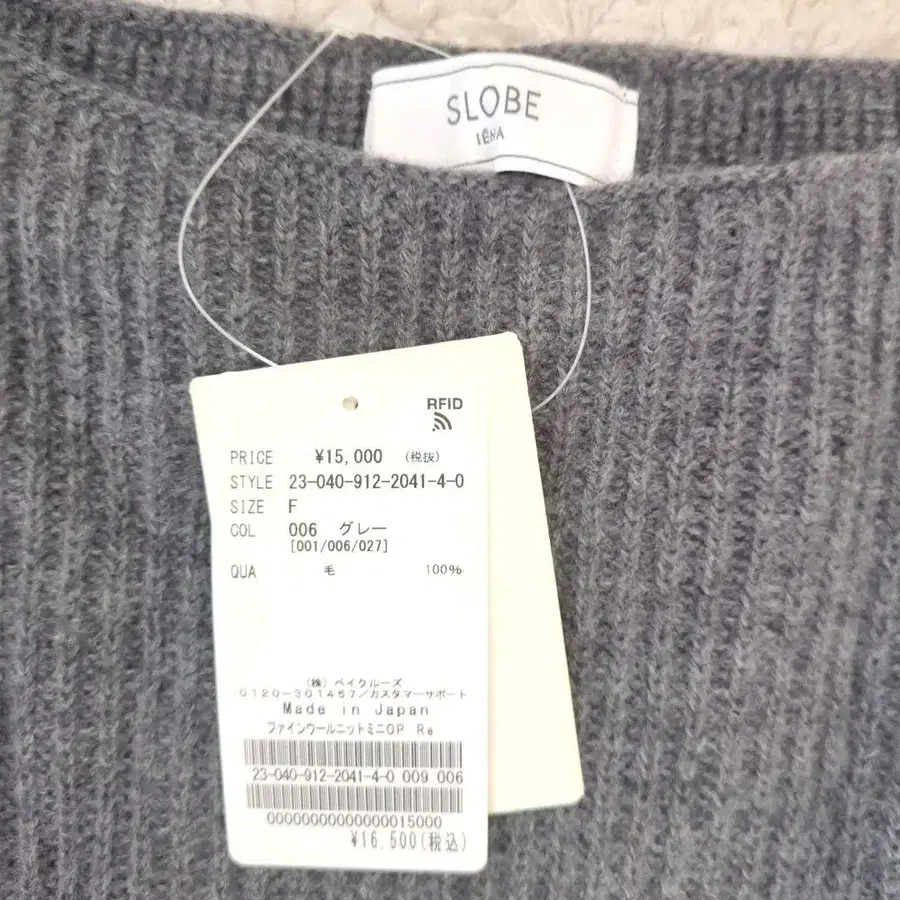 SLOBE
IÉNA
RFID
PRICE ¥15,000 (税抜)
STYLE 23-040-912-2041-4-0
SIZE F
COL 006 グレー
[001/006/027]
QUA 毛 100%
(株) ベイクルーズ
0120-301457/カスタマーサポート
Made in Japan
ファインウールニットミニOP Re
23-040-912-2041-4-0 009 006
00000000000000015000
¥16,500(税込)